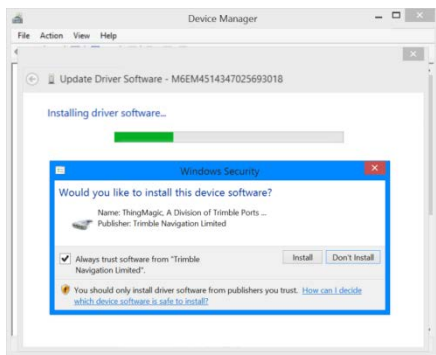 Device Manager
File Action View Help
Update Driver Software - M6EM4514347025693018
Installing driver software...
Windows Security
Would you like to install this device software?
Name: ThingMagic, A Division of Trimble Ports ...
Publisher: Trimble Navigation Limited
Always trust software from "Trimble
Navigation Limited".
Install
Don't Install
You should only install driver software from publishers you trust. How can I decide
which device software is safe to install?